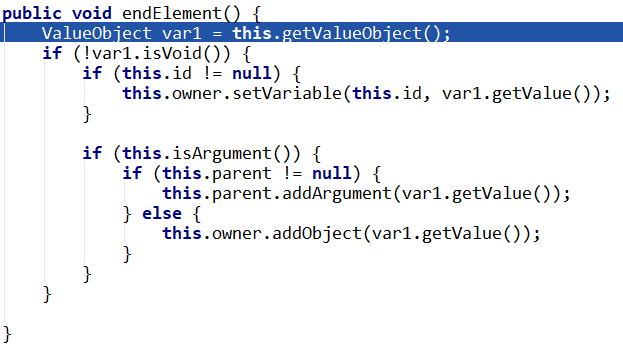 public void endElement() {
    ValueObject var1 = this.getValueObject();
    if (!var1.isVoid()) {
        if (this.id != null) {
            this.owner.setVariable(this.id, var1.getValue());
        }

        if (this.isArgument()) {
            if (this.parent != null) {
                this.parent.addArgument(var1.getValue());
            } else {
                this.owner.addObject(var1.getValue());
            }
        }
    }

}